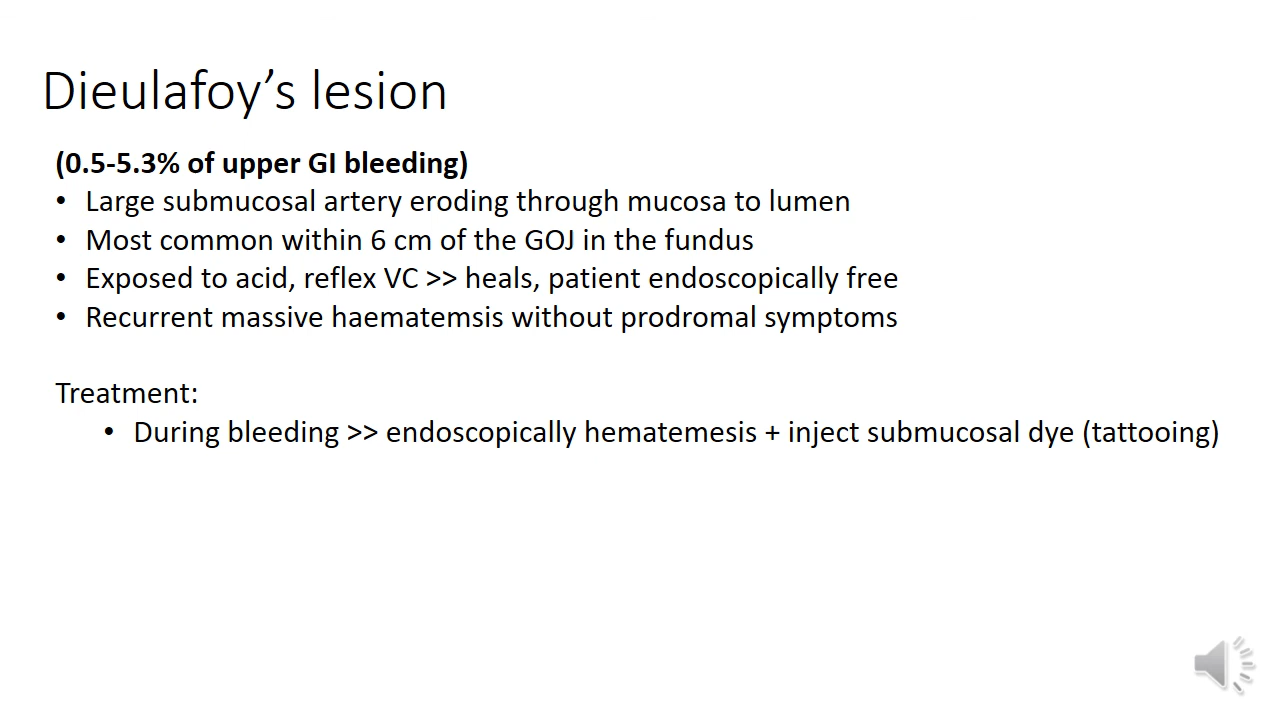 Dieulafoy’s lesion
(0.5-5.3% of upper GI bleeding)
• Large submucosal artery eroding through mucosa to lumen
• Most common within 6 cm of the GOJ in the fundus
• Exposed to acid, reflex VC >> heals, patient endoscopically free
• Recurrent massive haematemsis without prodromal symptoms
Treatment:
• During bleeding >> endoscopically hematemesis + inject submucosal dye (tattooing)